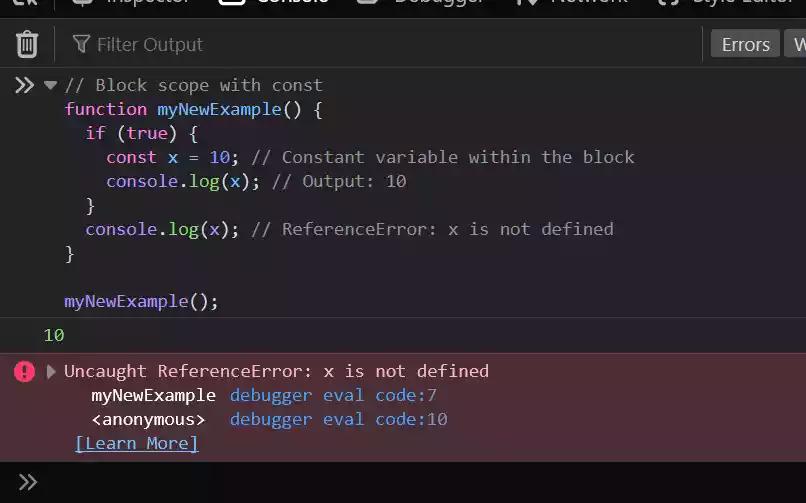 Inspector Console Debugger Network Style Editor
Filter Output Errors
// Block scope with const
function myNewExample() {
if (true) {
const x = 10; // Constant variable within the block
console.log(x); // Output: 10
}
console.log(x); // ReferenceError: x is not defined
}
myNewExample();
10
Uncaught ReferenceError: x is not defined
myNewExample debugger eval code:7
<anonymous> debugger eval code:10
[Learn More]